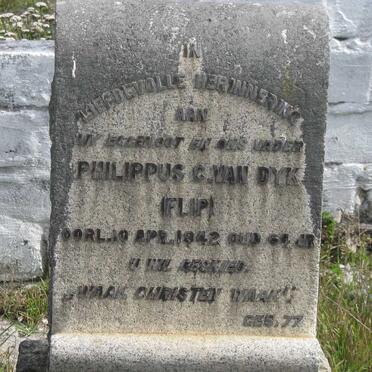 IN
LIEFDEVOLLE HERINNERING
AAN
MY EGGENOOT EN ONS VADER
PHILIPPUS C. VAN DYK
(FLIP)
OORL. 10 APR. 1942 OUD JR
U WIL GESKIED.
„WAAK CHRISTEN WAAK"
GES. 77